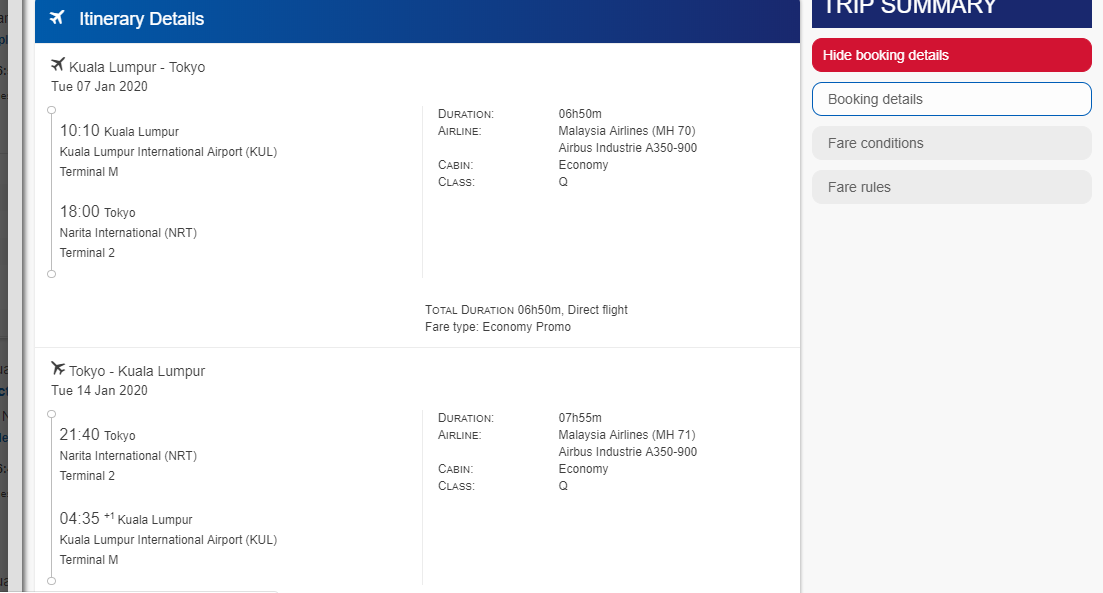 Itinerary Details
Kuala Lumpur - Tokyo
Tue 07 Jan 2020
10:10 Kuala Lumpur
Kuala Lumpur International Airport (KUL)
Terminal M
18:00 Tokyo
Narita International (NRT)
Terminal 2
DURATION: 06h50m
AIRLINE: Malaysia Airlines (MH 70)
Airbus Industrie A350-900
CABIN: Economy
CLASS: Q
TOTAL DURATION 06h50m, Direct flight
Fare type: Economy Promo
Tokyo - Kuala Lumpur
Tue 14 Jan 2020
21:40 Tokyo
Narita International (NRT)
Terminal 2
04:35 +1 Kuala Lumpur
Kuala Lumpur International Airport (KUL)
Terminal M
DURATION: 07h55m
AIRLINE: Malaysia Airlines (MH 71)
Airbus Industrie A350-900
CABIN: Economy
CLASS: Q
TRIP SUMMARY
Hide booking details
Booking details
Fare conditions
Fare rules